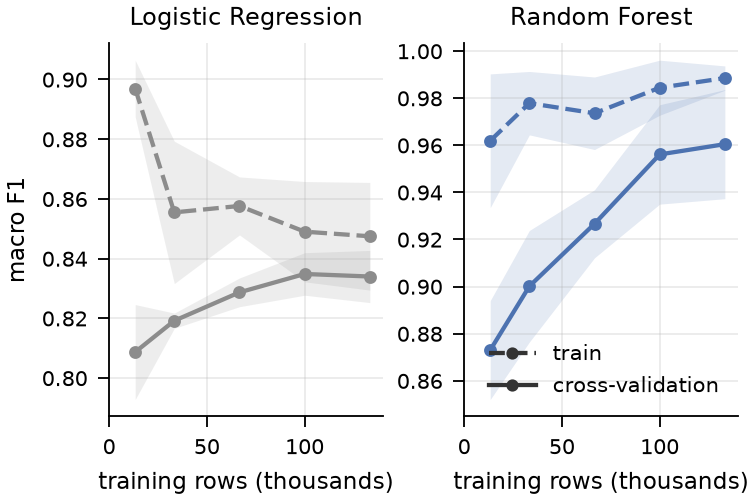 Logistic Regression
Random Forest
macro F1
0.90
0.88
0.86
0.84
0.82
0.80
0
50
100
training rows (thousands)
1.00
0.98
0.96
0.94
0.92
0.90
0.88
0.86
train
cross-validation
0
50
100
training rows (thousands)